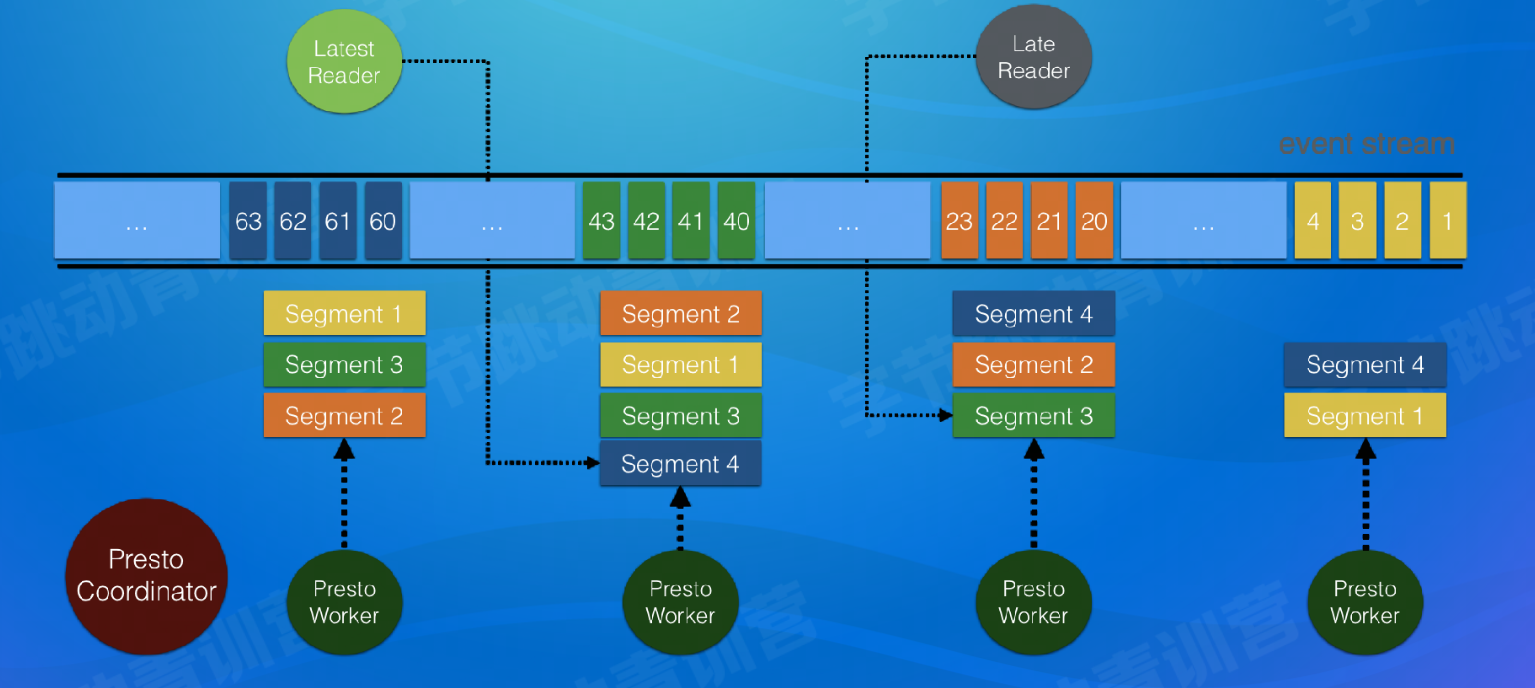 Latest
Reader
Late
Reader
event stream
...
63
62
61
60
...
43
42
41
40
...
23
22
21
20
...
4
3
2
1
Segment 1
Segment 3
Segment 2
Segment 2
Segment 1
Segment 3
Segment 4
Segment 4
Segment 2
Segment 3
Segment 4
Segment 1
Presto
Coordinator
Presto
Worker
Presto
Worker
Presto
Worker
Presto
Worker